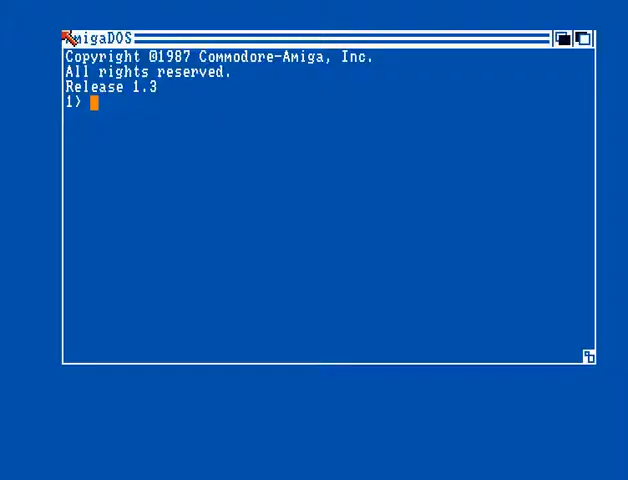 AmigaDOS
Copyright ©1987 Commodore-Amiga, Inc.
All rights reserved.
Release 1.3
1>